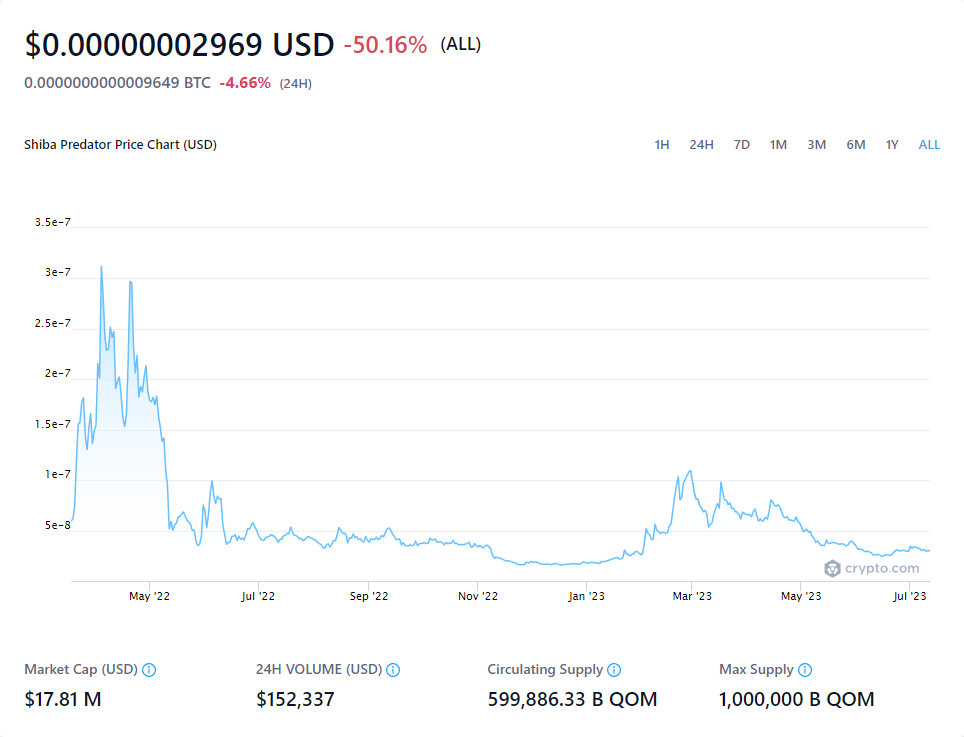 $0.00000002969 USD -50.16% (ALL)
0.0000000000009649 BTC -4.66% (24H)
Shiba Predator Price Chart (USD) 1H 24H 7D 1M 3M 6M 1Y ALL
3.5e-7
3e-7
2.5e-7
2e-7
1.5e-7
1e-7
5e-8
crypto.com
May '22 Jul '22 Sep '22 Nov '22 Jan '23 Mar '23 May '23 Jul '23
Market Cap (USD) 24H VOLUME (USD) Circulating Supply Max Supply
$17.81 M $152,337 599,886.33 B QOM 1,000,000 B QOM